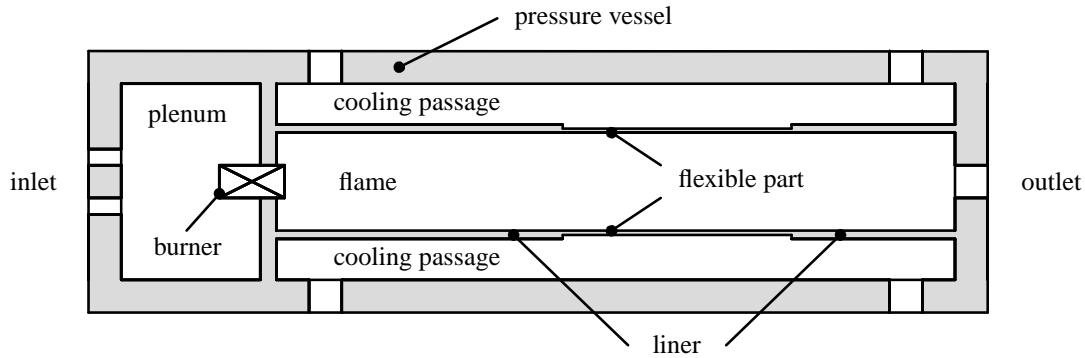 pressure vessel
cooling passage
plenum
inlet
flame
flexible part
outlet
burner
cooling passage
liner